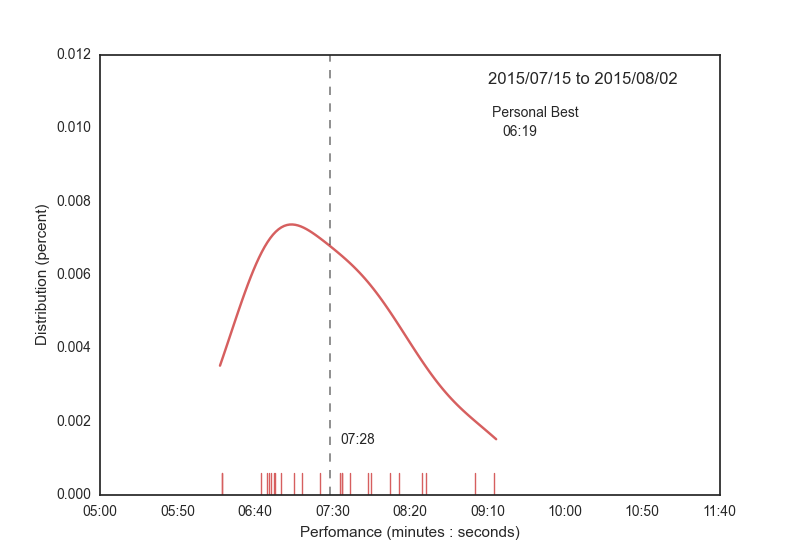 0.012
0.010
0.008
0.006
0.004
0.002
0.000
Distribution (percent)
2015/07/15 to 2015/08/02
Personal Best
06:19
07:28
05:00 05:50 06:40 07:30 08:20 09:10 10:00 10:50 11:40
Perfomance (minutes : seconds)